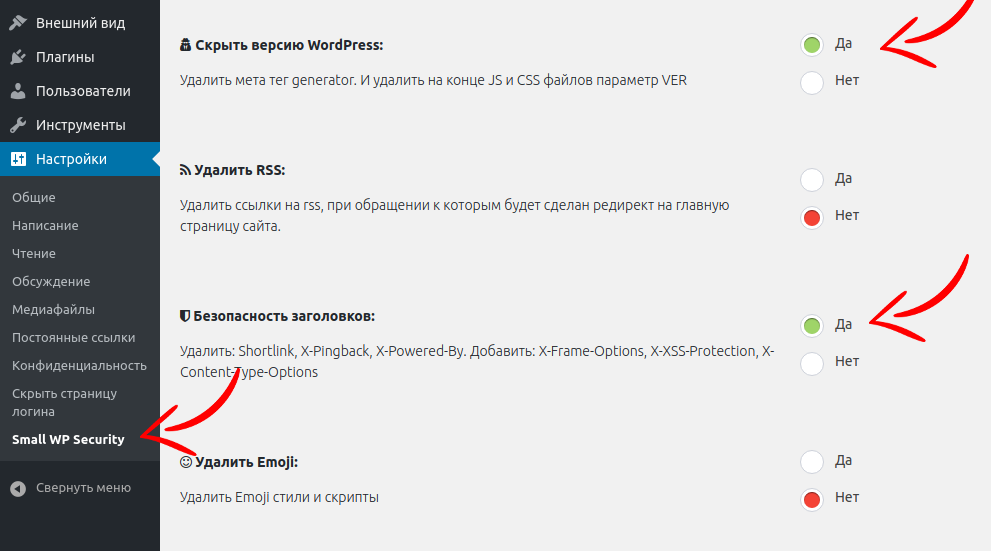 Внешний вид
Плагины
Пользователи
Инструменты
Настройки
Общие
Написание
Чтение
Обсуждение
Медиафайлы
Постоянные ссылки
Конфиденциальность
Скрыть страницу
логина
Small WP Security
Свернуть меню
Скрыть версию WordPress:
Удалить мета тег generator. И удалить на конце JS и CSS файлов параметр VER
Да
Нет
Удалить RSS:
Удалить ссылки на rss, при обращении к которым будет сделан редирект на главную
страницу сайта.
Да
Нет
Безопасность заголовков:
Удалить: Shortlink, X-Pingback, X-Powered-By. Добавить: X-Frame-Options, X-XSS-Protection, X-
Content-Type-Options
Да
Нет
Удалить Emoji:
Удалить Emoji стили и скрипты
Да
Нет